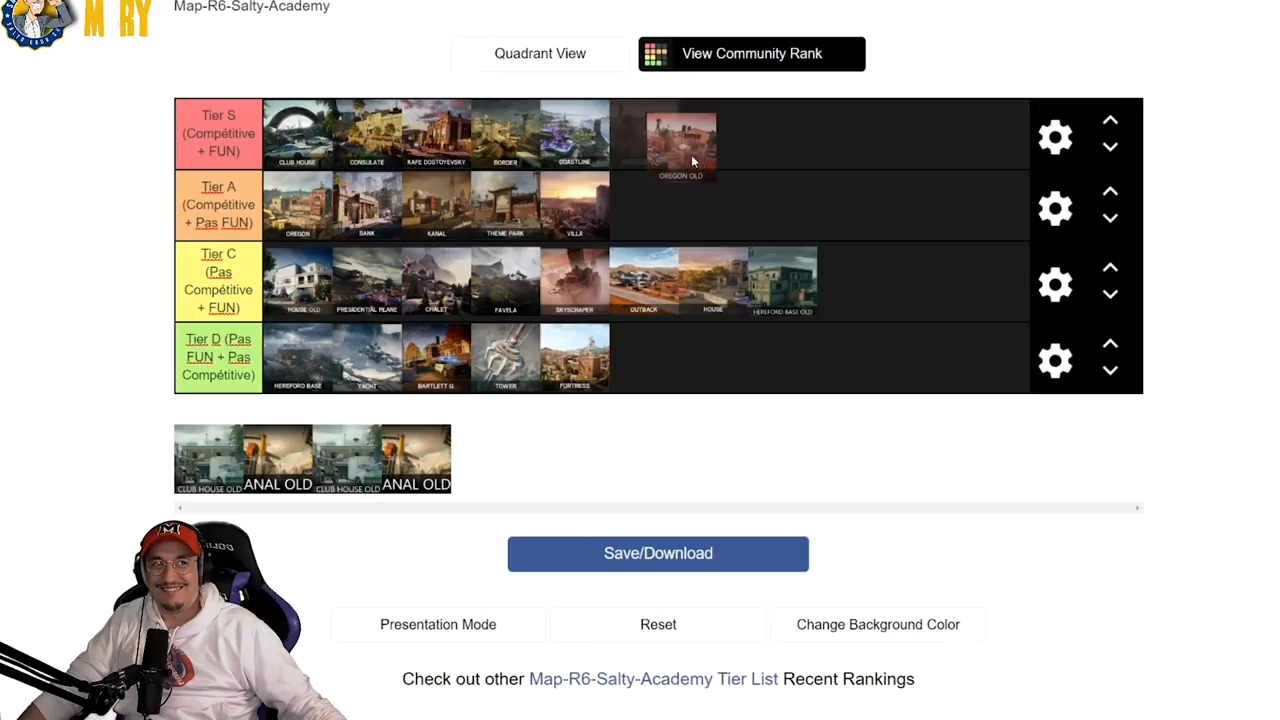 M RY
Map-R6-Salty-Academy
Quadrant View
View Community Rank
Tier S
(Compétitive
+ FUN)
CLUB HOUSE
CONSULATE
KAFE DOSTOYEVSKY
BORDER
COASTLINE
OREGON OLD
Tier A
(Compétitive
+ Pas FUN)
OREGON
BANK
KANAL
THEME PARK
VILLA
Tier C
(Pas
Compétitive
+ FUN)
HOUSE OLD
PRESIDENTIAL PLANE
CHALET
FAVELA
SKYSCRAPER
OUTBACK
HOUSE
HEREFORD BASE OLD
Tier D (Pas
FUN + Pas
Compétitive)
HEREFORD BASE
YACHT
BARTLETT U.
TOWER
FORTRESS
CLUB HOUSE OLD
ANAL OLD
CLUB HOUSE OLD
ANAL OLD
Save/Download
Presentation Mode
Reset
Change Background Color
Check out other Map-R6-Salty-Academy Tier List Recent Rankings